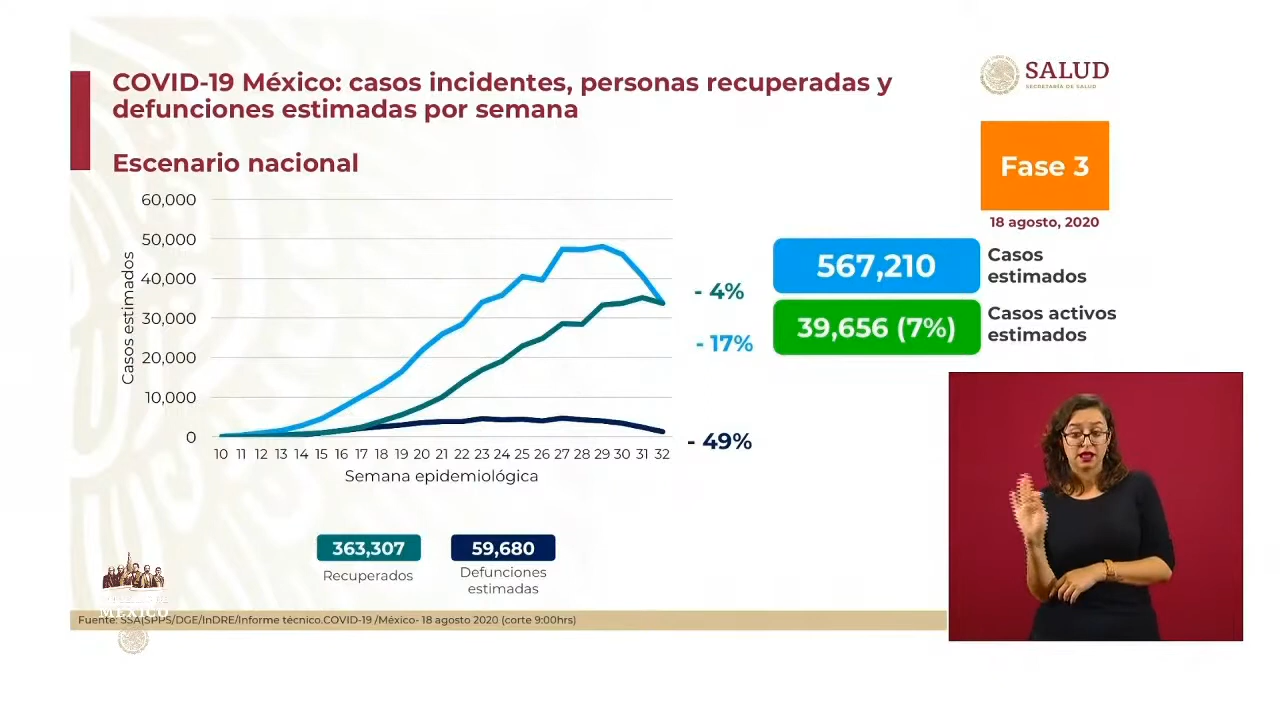 COVID-19 México: casos incidentes, personas recuperadas y
defunciones estimadas por semana
Escenario nacional
SALUD
SECRETARÍA DE SALUD
Fase 3
18 agosto, 2020
567,210
Casos
estimados
39,656 (7%)
Casos activos
estimados
Casos estimados
60,000
50,000
40,000
30,000
20,000
10,000
0
10 11 12 13 14 15 16 17 18 19 20 21 22 23 24 25 26 27 28 29 30 31 32
Semana epidemiológica
- 4%
- 17%
- 49%
363,307
Recuperados
59,680
Defunciones
estimadas
MÉXICO
Fuente: SSA|SPPS/DGE/InDRE/Informe técnico.COVID-19 /México- 18 agosto 2020 (corte 9:00hrs)